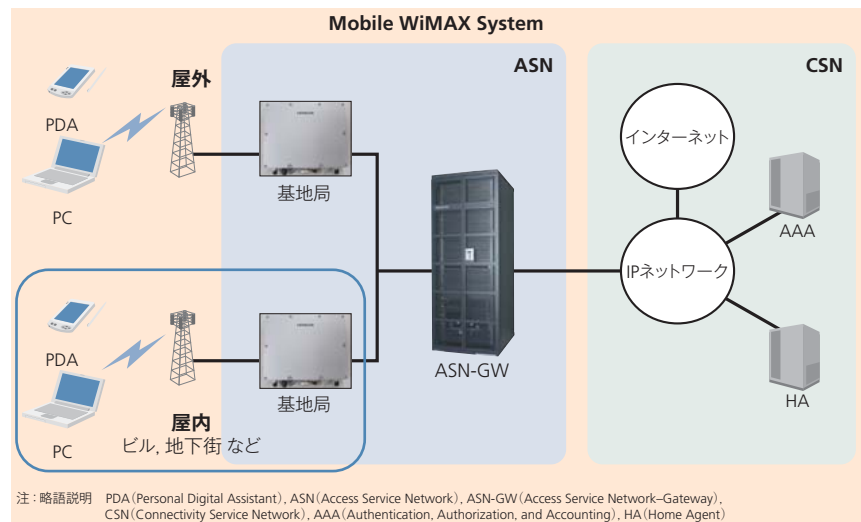 Mobile WiMAX System
ASN
CSN
屋外
PDA
PC
基地局
インターネット
AAA
IPネットワーク
ASN-GW
HA
PDA
PC
基地局
屋内
ビル, 地下街 など
注：略語説明 PDA（Personal Digital Assistant）, ASN（Access Service Network）, ASN-GW（Access Service Network–Gateway）,
CSN（Connectivity Service Network）, AAA（Authentication, Authorization, and Accounting）, HA（Home Agent）